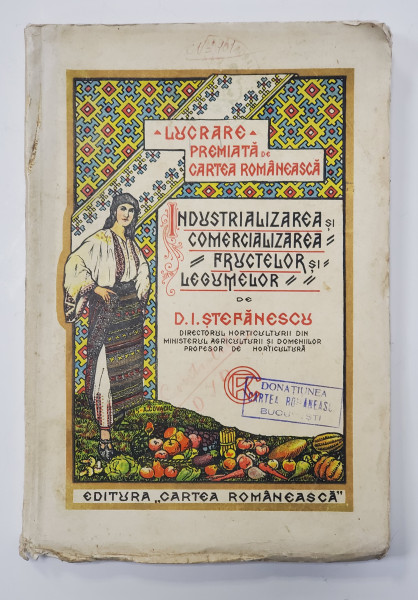 LUCRARE
PREMIATĂ DE
CARTEA ROMÂNEASCĂ
INDUSTRIALIZAREA ȘI
COMERCIALIZAREA
FRUCTELOR ȘI
LEGUMELOR
DE
D. I. ȘTEFĂNESCU
DIRECTORUL HORTICULTURII DIN
MINISTERUL AGRICULTURII SI DOMENIILOR
PROFESOR DE HORTICULTURĂ
DONAȚIUNEA
CARTEA ROMÂNEASCĂ
BUCUREȘTI
EDITURA „CARTEA ROMÂNEASCĂ"